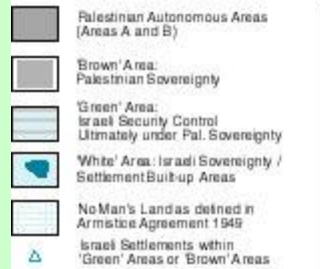 Palestinian Autonomous Areas
(Areas A and B)
'Brown' Area:
Palestinian Sovereignty
'Green' Area:
Israeli Security Control
Ultimately under Pal. Sovereignty
'White' Area: Israeli Sovereignty /
Settlement Built-up Areas
No Man's Land as defined in
Armistice Agreement 1949
Israeli Settlements within
'Green' Areas or 'Brown' Areas